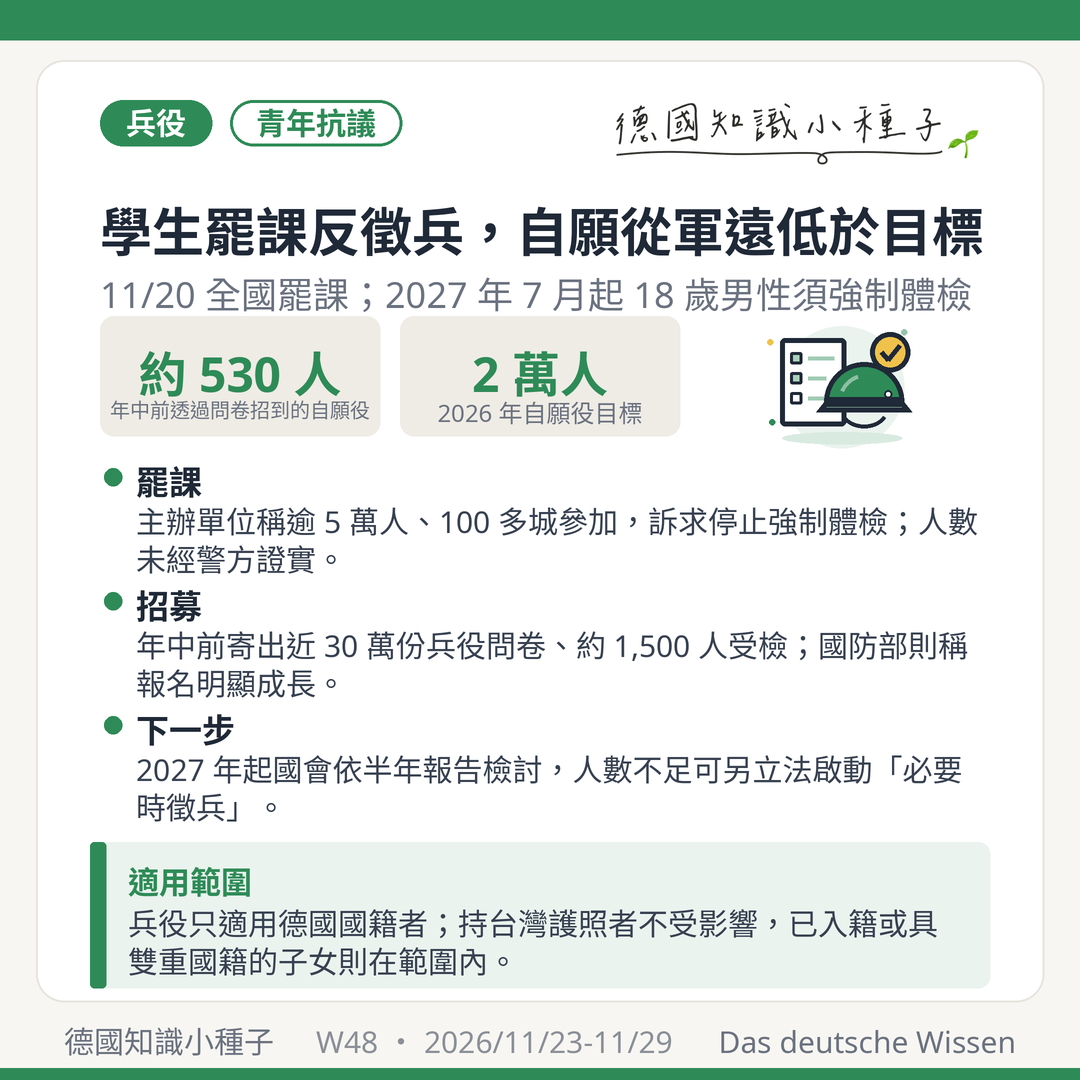 兵役
青年抗議
德國知識小種子
學生罷課反徵兵，自願從軍遠低於目標
11/20 全國罷課；2027 年 7 月起 18 歲男性須強制體檢
約 530 人
年中前透過問卷招到的自願役
2 萬人
2026 年自願役目標
罷課
主辦單位稱逾 5 萬人、100 多城參加，訴求停止強制體檢；人數
未經警方證實。
招募
年中前寄出近 30 萬份兵役問卷、約 1,500 人受檢；國防部則稱
報名明顯成長。
下一步
2027 年起國會依半年報告檢討，人數不足可另立法啟動「必要
時徵兵」。
適用範圍
兵役只適用德國國籍者；持台灣護照者不受影響，已入籍或具
雙重國籍的子女則在範圍內。
德國知識小種子
W48 • 2026/11/23-11/29
Das deutsche Wissen